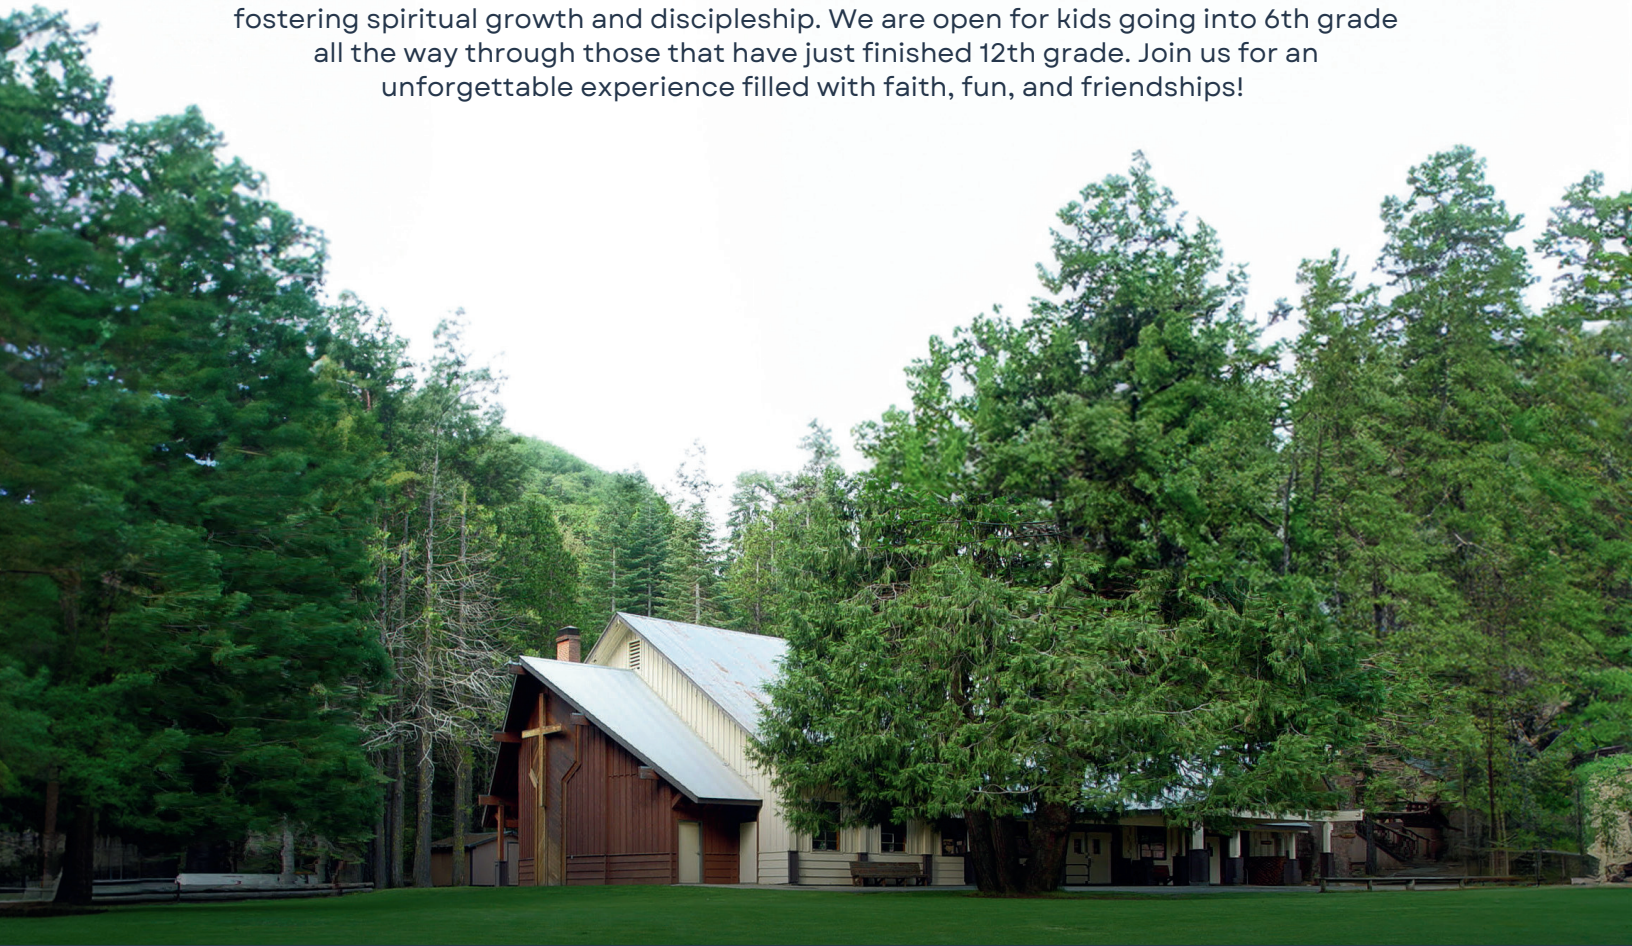 fostering spiritual growth and discipleship. We are open for kids going into 6th grade
all the way through those that have just finished 12th grade. Join us for an
unforgettable experience filled with faith, fun, and friendships!